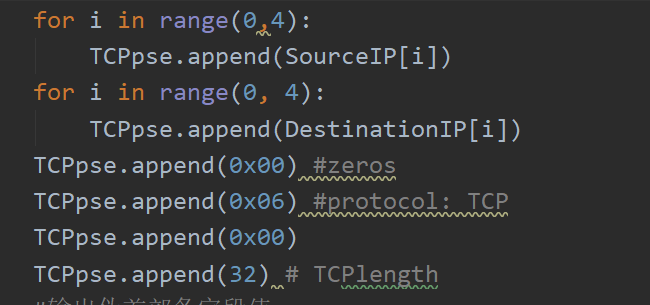 for i in range(0,4):
    TCPpse.append(SourceIP[i])
for i in range(0, 4):
    TCPpse.append(DestinationIP[i])
TCPpse.append(0x00) #zeros
TCPpse.append(0x06) #protocol: TCP
TCPpse.append(0x00)
TCPpse.append(32) # TCPlength